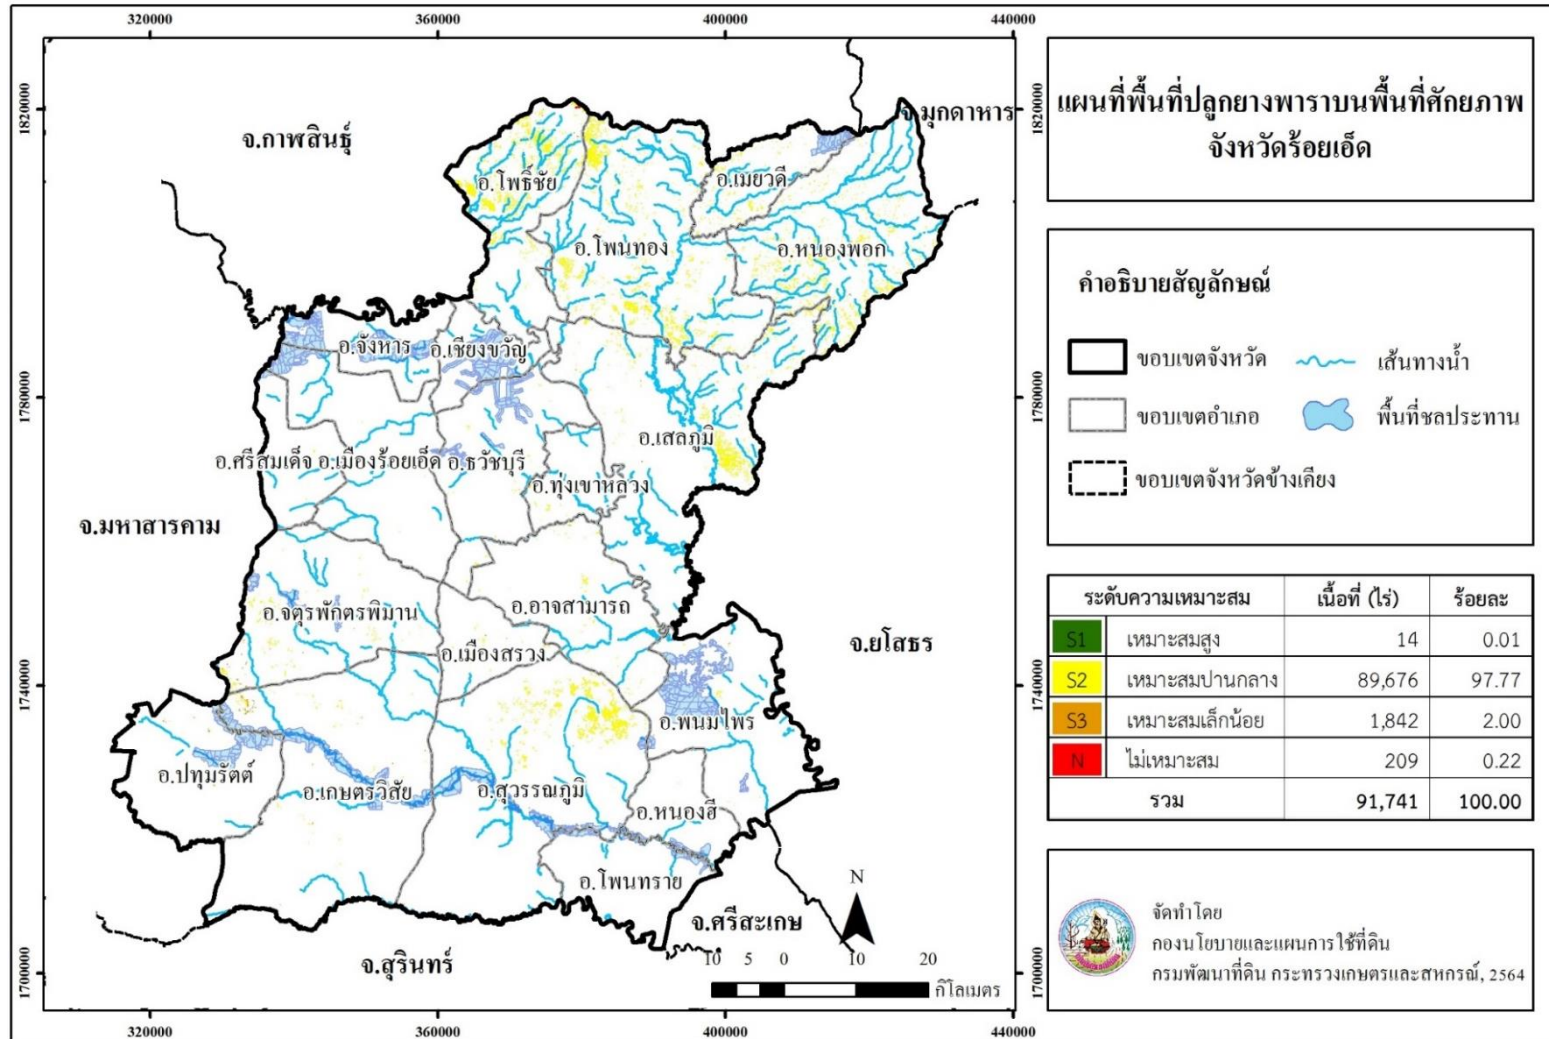 320000
360000
400000
440000
1820000
1780000
1740000
1700000
จ.กาฬสินธุ์
จ.มุกดาหาร
อ.เมยวดี
อ.โพธิ์ชัย
อ.โพนทอง
อ.หนองพอก
อ.จังหาร
อ.เชียงขวัญ
อ.เสลภูมิ
อ.ศรีสมเด็จ
อ.เมืองร้อยเอ็ด
อ.ธวัชบุรี
อ.ทุ่งเขาหลวง
จ.มหาสารคาม
อ.จตุรพักตรพิมาน
อ.อาจสามารถ
จ.ยโสธร
อ.เมืองสรวง
อ.พนมไพร
อ.ปทุมรัตต์
อ.เกษตรวิสัย
อ.สุวรรณภูมิ
อ.หนองฮี
อ.โพนทราย
จ.ศรีสะเกษ
จ.สุรินทร์
N
10 5 0 10 20
กิโลเมตร
1820000
1780000
1740000
1700000
320000
360000
400000
440000
แผนที่พื้นที่ปลูกยางพาราบนพื้นที่ศักยภาพ
จังหวัดร้อยเอ็ด
คำอธิบายสัญลักษณ์
ขอบเขตจังหวัด
เส้นทางน้ำ
ขอบเขตอำเภอ
พื้นที่ชลประทาน
ขอบเขตจังหวัดข้างเคียง
ระดับความเหมาะสม เนื้อที่ (ไร่) ร้อยละ
S1 เหมาะสมสูง 14 0.01
S2 เหมาะสมปานกลาง 89,676 97.77
S3 เหมาะสมเล็กน้อย 1,842 2.00
N ไม่เหมาะสม 209 0.22
รวม 91,741 100.00
จัดทำโดย
กองนโยบายและแผนการใช้ที่ดิน
กรมพัฒนาที่ดิน กระทรวงเกษตรและสหกรณ์, 2564